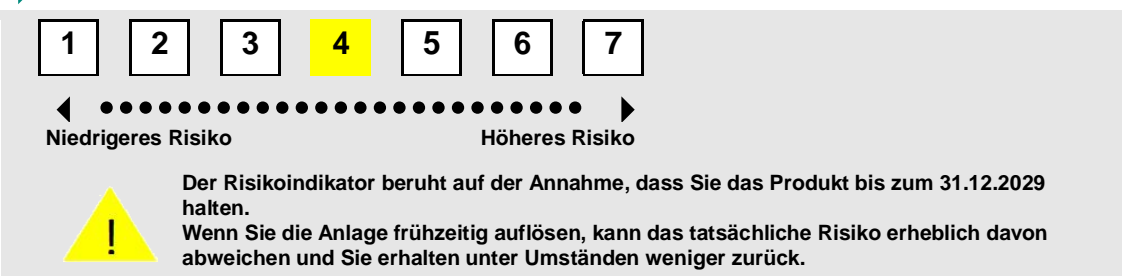 1 2 3 4 5 6 7
Niedrigeres Risiko Höheres Risiko
Der Risikoindikator beruht auf der Annahme, dass Sie das Produkt bis zum 31.12.2029
halten.
Wenn Sie die Anlage frühzeitig auflösen, kann das tatsächliche Risiko erheblich davon
abweichen und Sie erhalten unter Umständen weniger zurück.
!